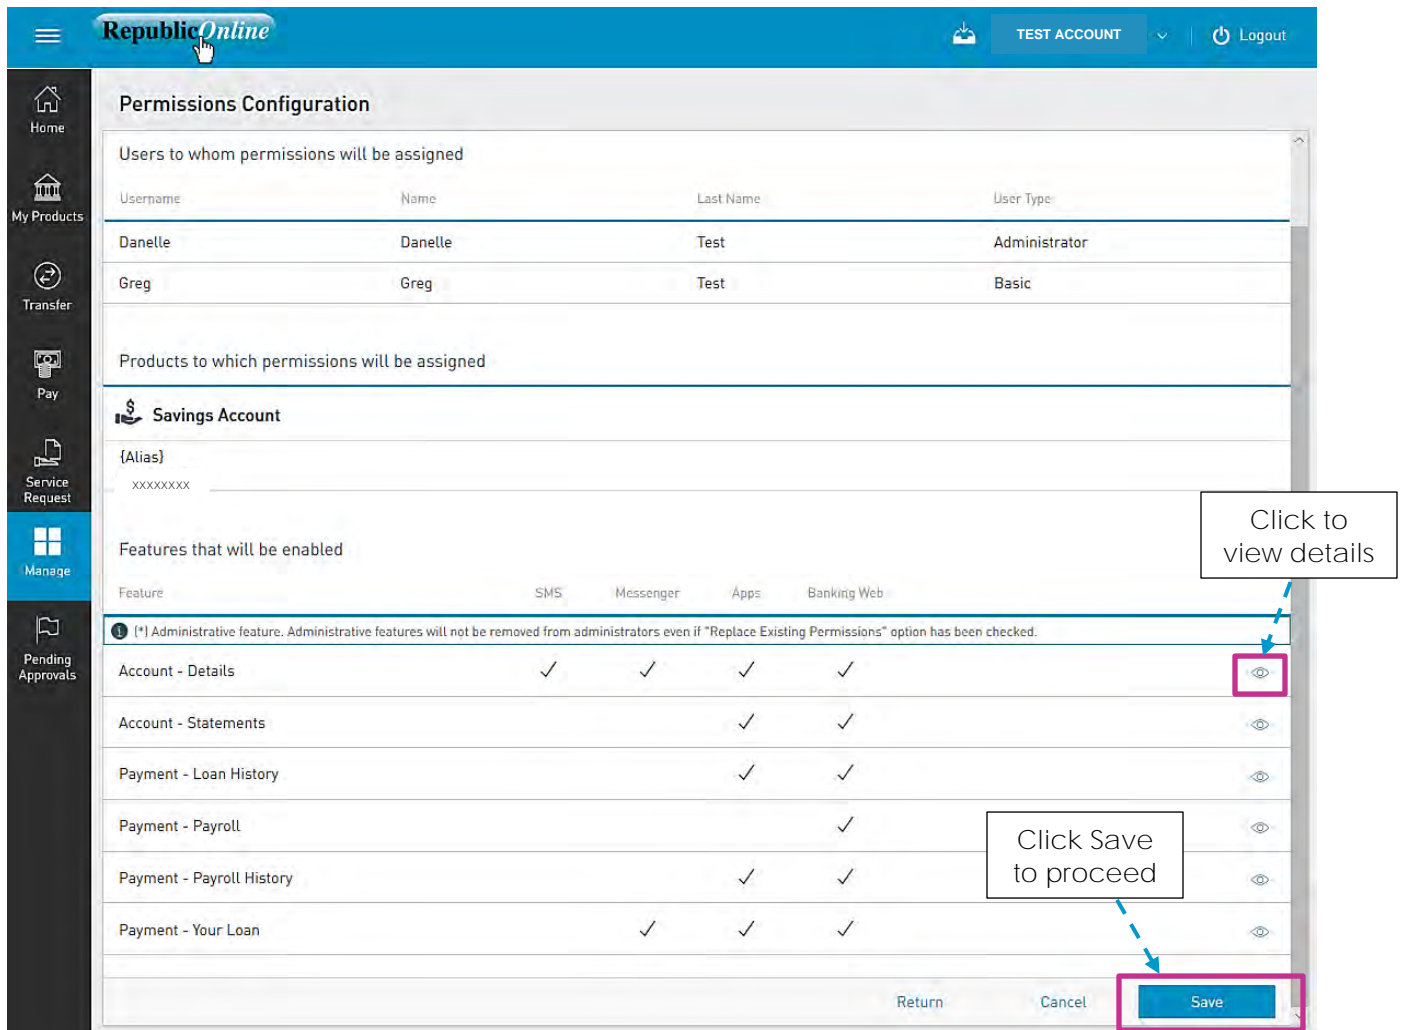 RepublicOnline
TEST ACCOUNT
Logout
Home
My Products
Transfer
Pay
Service
Request
Manage
Pending
Approvals
Permissions Configuration
Users to whom permissions will be assigned
Username Name Last Name User Type
Danelle Danelle Test Administrator
Greg Greg Test Basic
Products to which permissions will be assigned
$ Savings Account
{Alias}
xxxxxxxx
Features that will be enabled
Click to
view details
Feature SMS Messenger Apps Banking Web
i (*) Administrative feature. Administrative features will not be removed from administrators even if "Replace Existing Permissions" option has been checked.
Account - Details ✓ ✓ ✓ ✓
Account - Statements ✓ ✓
Payment - Loan History ✓ ✓
Payment - Payroll ✓
Click Save
to proceed
Payment - Payroll History ✓ ✓
Payment - Your Loan ✓ ✓ ✓
Return Cancel Save